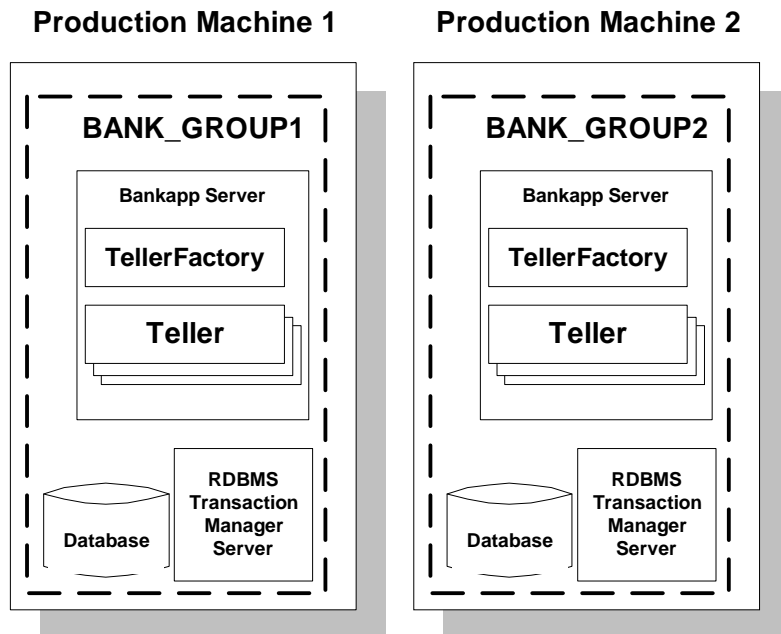 Production Machine 1
BANK_GROUP1
Bankapp Server
TellerFactory
Teller
Database
RDBMS
Transaction
Manager
Server
Production Machine 2
BANK_GROUP2
Bankapp Server
TellerFactory
Teller
Database
RDBMS
Transaction
Manager
Server